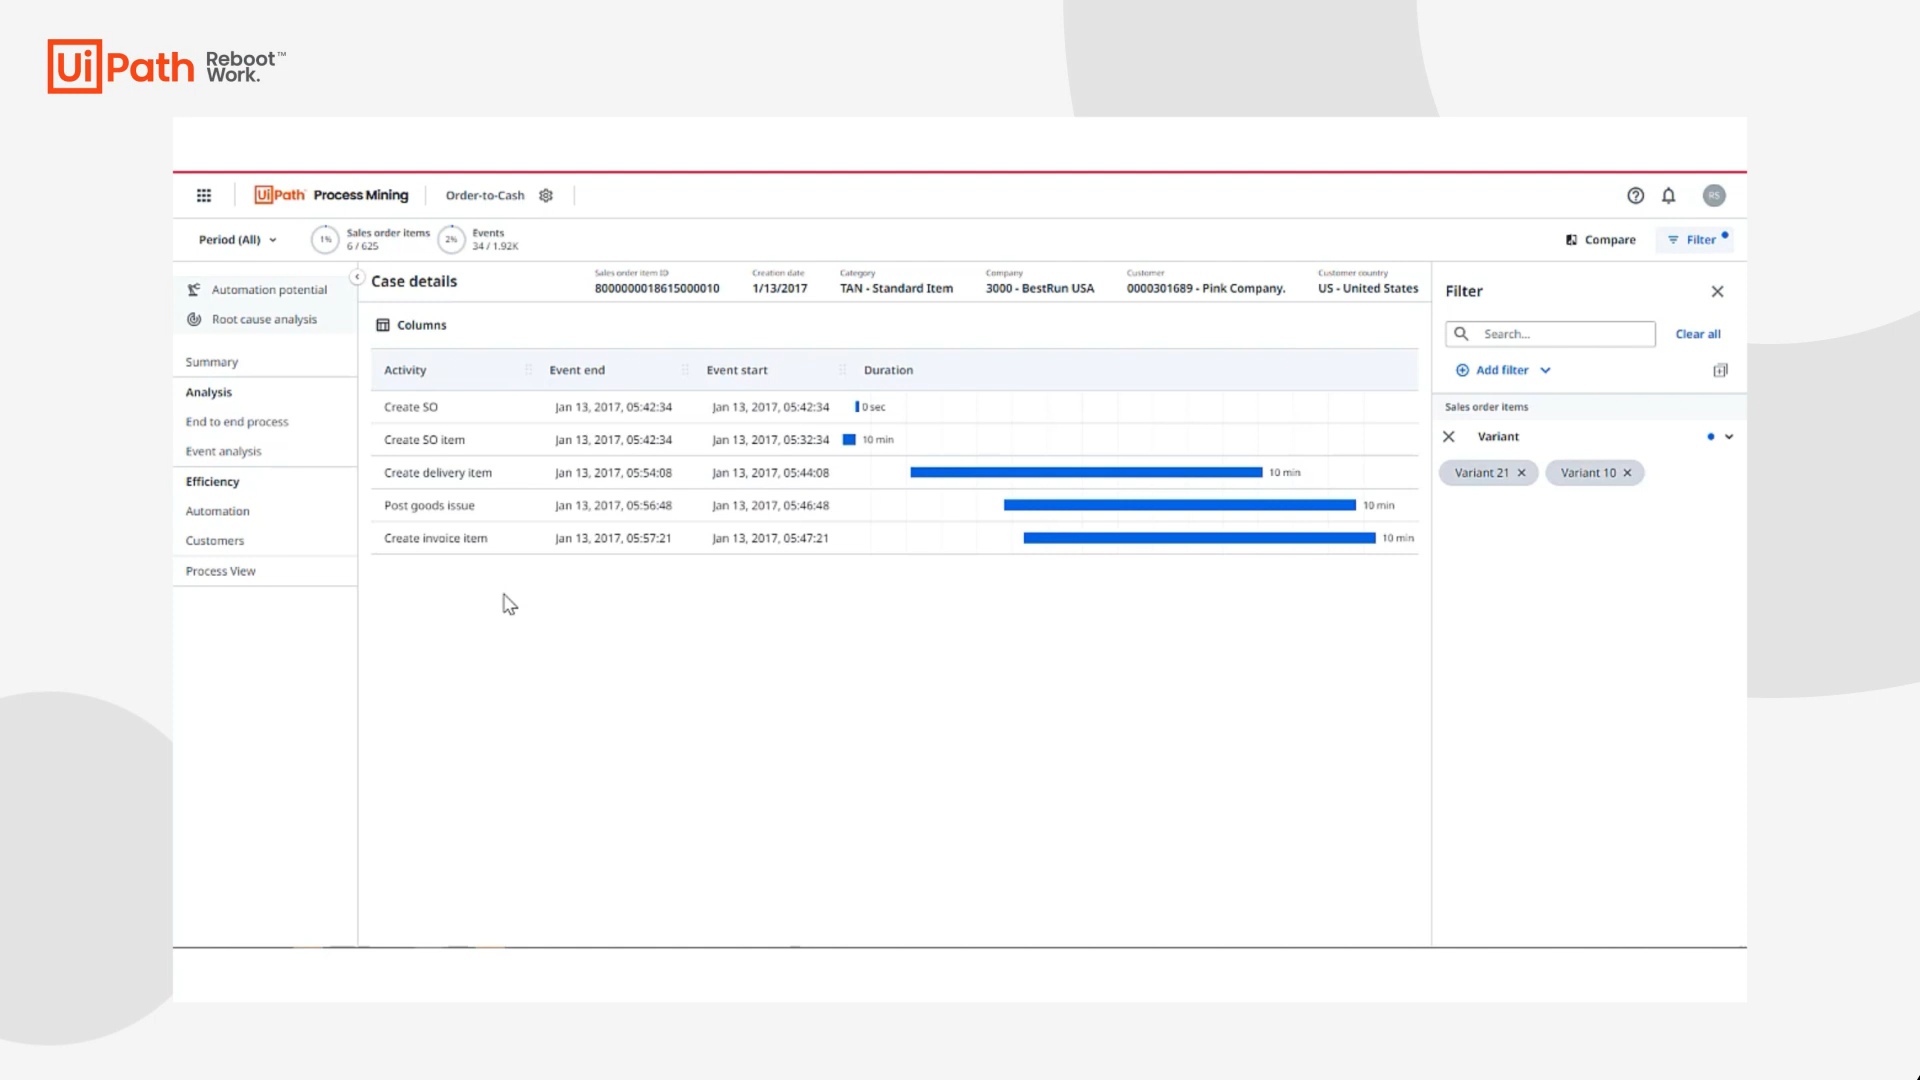 UiPath Reboot Work.™
UiPath Process Mining Order-to-Cash RS
Period (All) 1% Sales order items 6 / 625 2% Events 34 / 1.92K Compare Filter
Automation potential
Root cause analysis
Summary
Analysis
End to end process
Event analysis
Efficiency
Automation
Customers
Process View
Case details
Sales order item ID Creation date Category Company Customer Customer country
8000000018615000010 1/13/2017 TAN - Standard Item 3000 - BestRun USA 0000301689 - Pink Company. US - United States
Columns
Activity Event end Event start Duration
Create SO Jan 13, 2017, 05:42:34 Jan 13, 2017, 05:42:34 0 sec
Create SO item Jan 13, 2017, 05:42:34 Jan 13, 2017, 05:32:34 10 min
Create delivery item Jan 13, 2017, 05:54:08 Jan 13, 2017, 05:44:08 10 min
Post goods issue Jan 13, 2017, 05:56:48 Jan 13, 2017, 05:46:48 10 min
Create invoice item Jan 13, 2017, 05:57:21 Jan 13, 2017, 05:47:21 10 min
Filter
Search... Clear all
Add filter
Sales order items
Variant
Variant 21 Variant 10